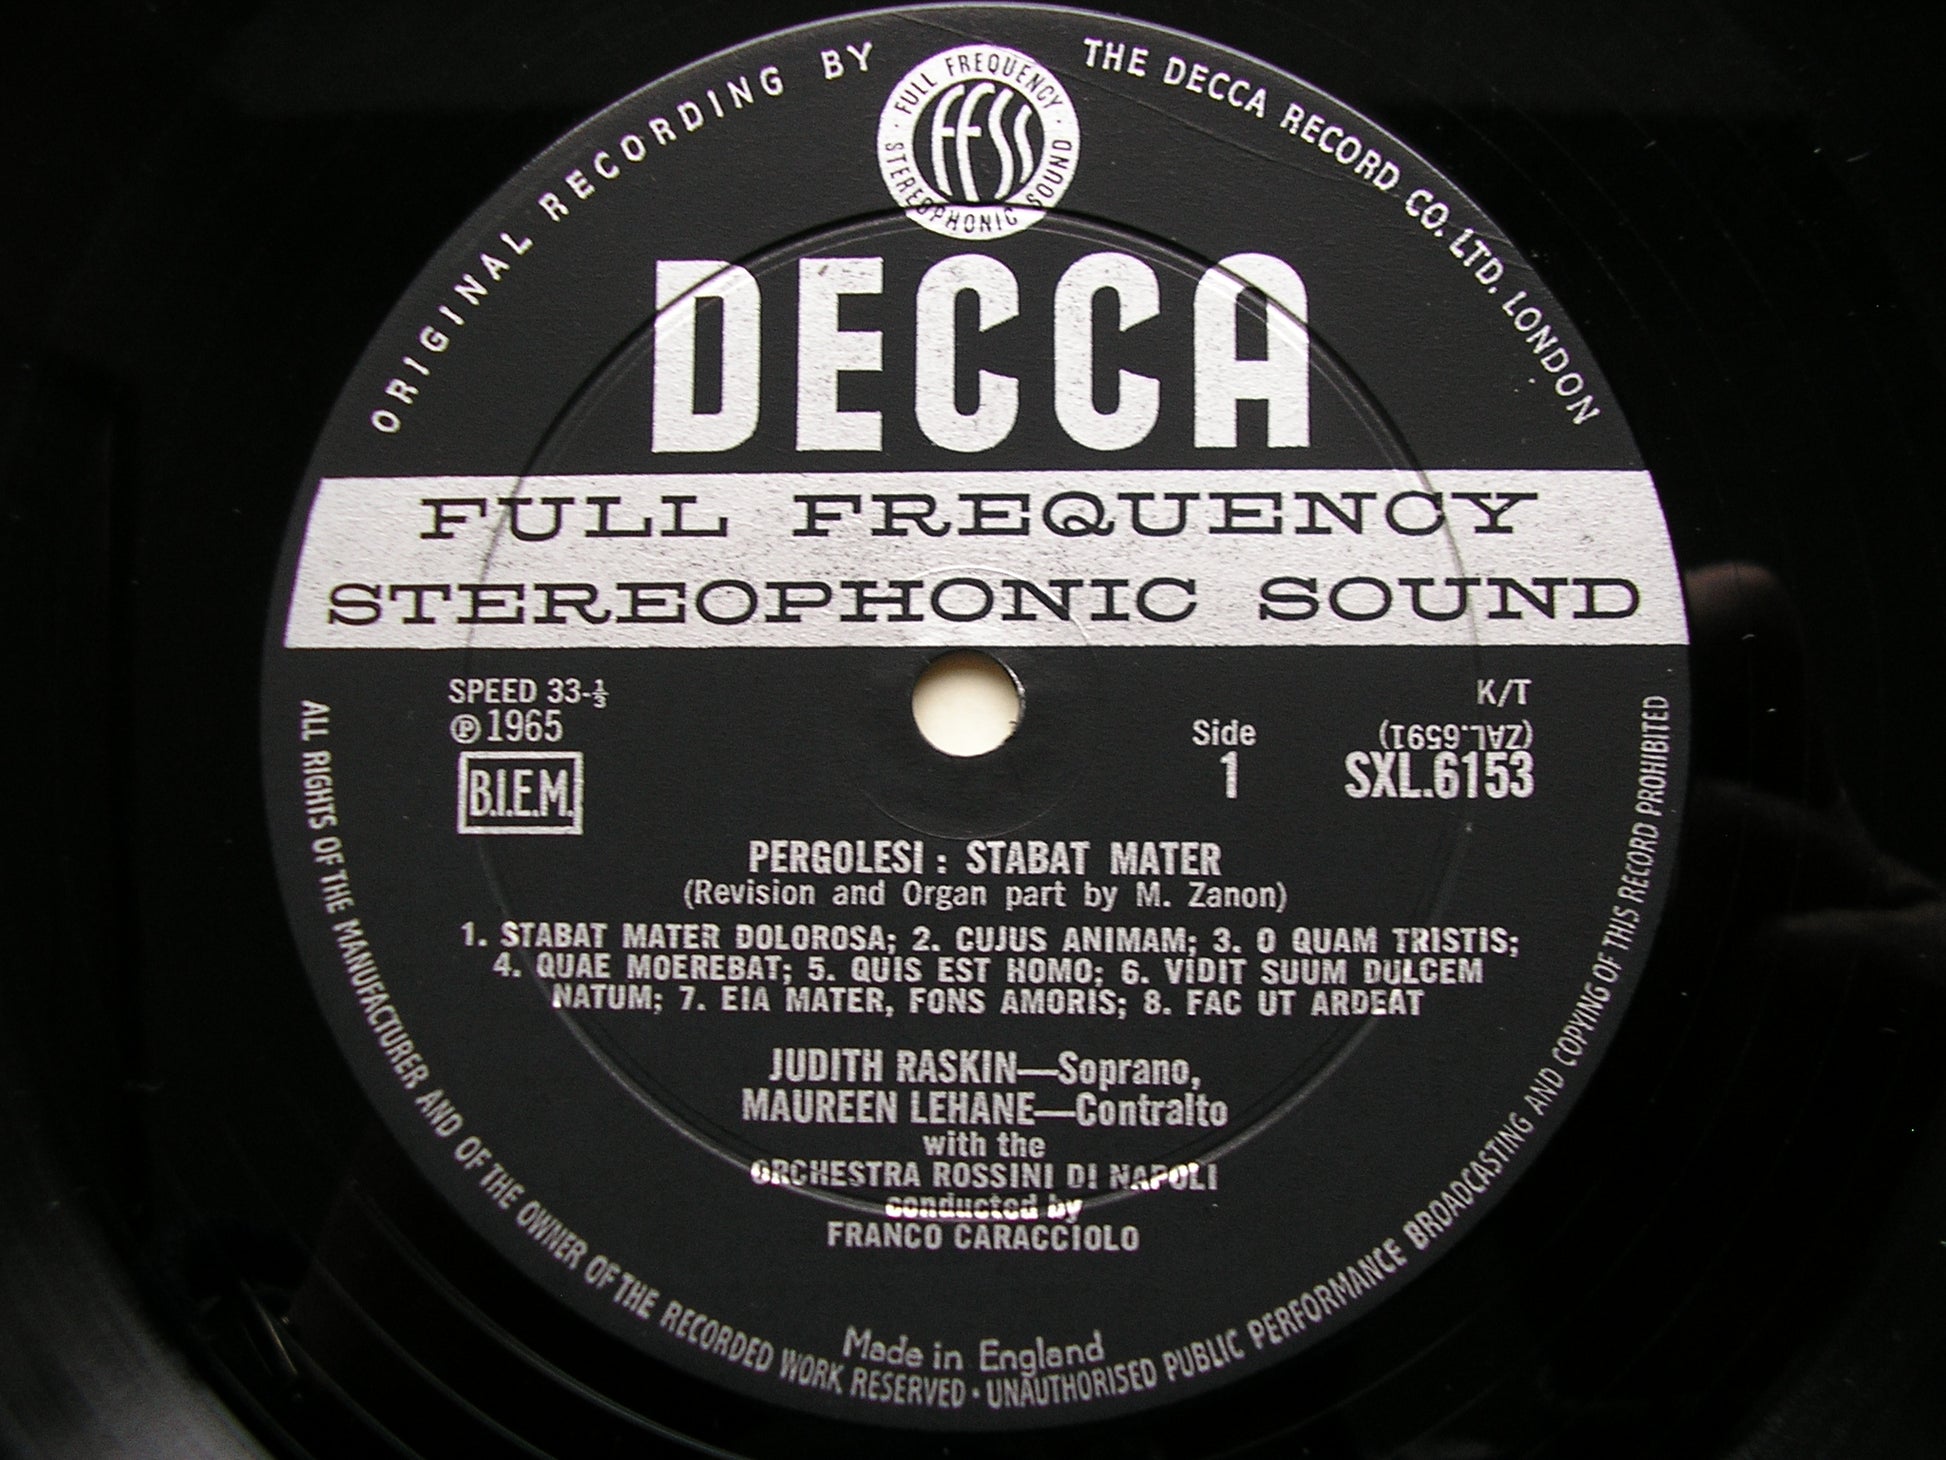 ORIGINAL RECORDING BY
THE DECCA RECORD CO. LTD. LONDON
FULL FREQUENCY
FFSS
STEREOPHONIC SOUND
DECCA
FULL FREQUENCY
STEREOPHONIC SOUND
SPEED 33-⅓
℗ 1965
B.I.E.M.
Side
1
K/T
(ZAL.6591)
SXL.6153
PERGOLESI : STABAT MATER
(Revision and Organ part by M. Zanon)
1. STABAT MATER DOLOROSA; 2. CUJUS ANIMAM; 3. O QUAM TRISTIS;
4. QUAE MOEREBAT; 5. QUIS EST HOMO; 6. VIDIT SUUM DULCEM
NATUM; 7. EIA MATER, FONS AMORIS; 8. FAC UT ARDEAT
JUDITH RASKIN—Soprano,
MAUREEN LEHANE—Contralto
with the
ORCHESTRA ROSSINI DI NAPOLI
conducted by
FRANCO CARACCIOLO
Made in England
ALL RIGHTS OF THE MANUFACTURER AND OF THE OWNER OF THE RECORDED WORK RESERVED · UNAUTHORISED PUBLIC PERFORMANCE BROADCASTING AND COPYING OF THIS RECORD PROHIBITED